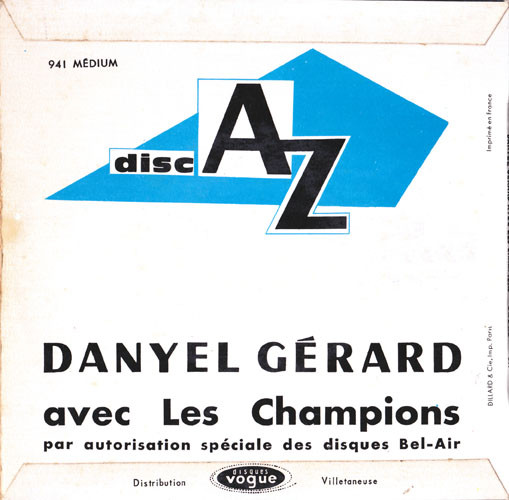 941 MÉDIUM
disc AZ
Imprimé en France
DANYEL GÉRARD
avec Les Champions
par autorisation spéciale des disques Bel-Air
DILLARD & Cie, Imp. Paris
Distribution
DISQUES
vogue
Villetaneuse